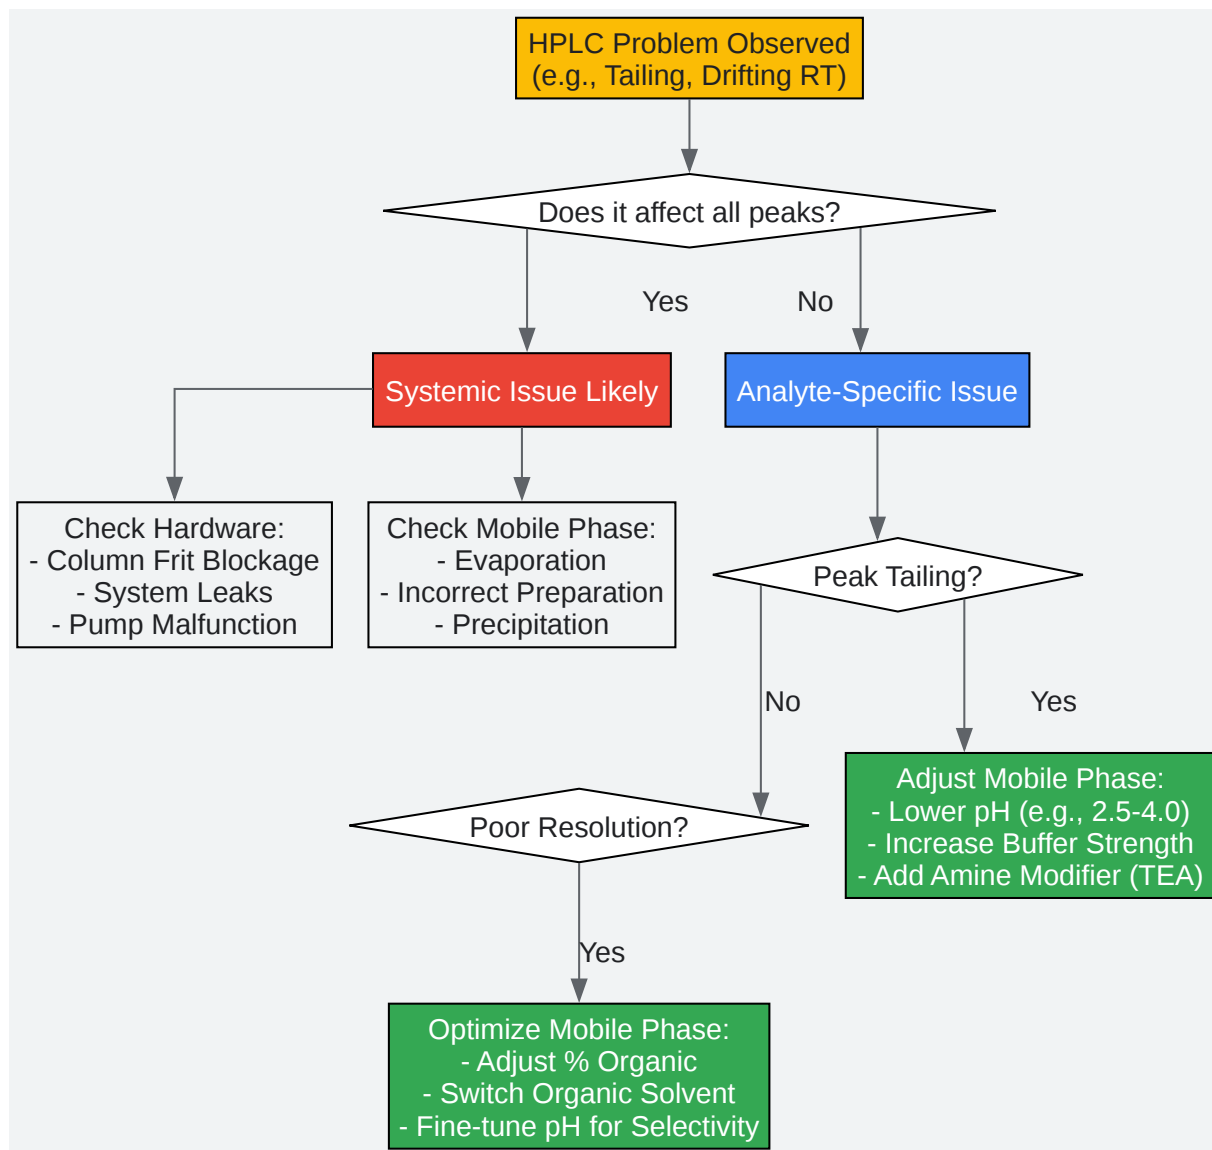 HPLC Problem Observed
(e.g., Tailing, Drifting RT)
Does it affect all peaks?
Yes
No
Systemic Issue Likely
Analyte-Specific Issue
Check Hardware:
- Column Frit Blockage
- System Leaks
- Pump Malfunction
Check Mobile Phase:
- Evaporation
- Incorrect Preparation
- Precipitation
Peak Tailing?
No
Yes
Adjust Mobile Phase:
- Lower pH (e.g., 2.5-4.0)
- Increase Buffer Strength
- Add Amine Modifier (TEA)
Poor Resolution?
Yes
Optimize Mobile Phase:
- Adjust % Organic
- Switch Organic Solvent
- Fine-tune pH for Selectivity